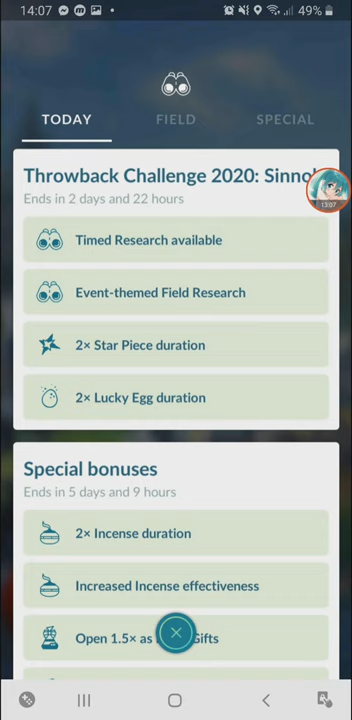 14:07
49%
TODAY
FIELD
SPECIAL
Throwback Challenge 2020:
Ends in 2 days and 22 hours
13:07
Timed Research available
Event-themed Field Research
2× Star Piece duration
2× Lucky Egg duration
Special bonuses
Ends in 5 days and 9 hours
2× Incense duration
Increased Incense effectiveness
Open 1.5× as